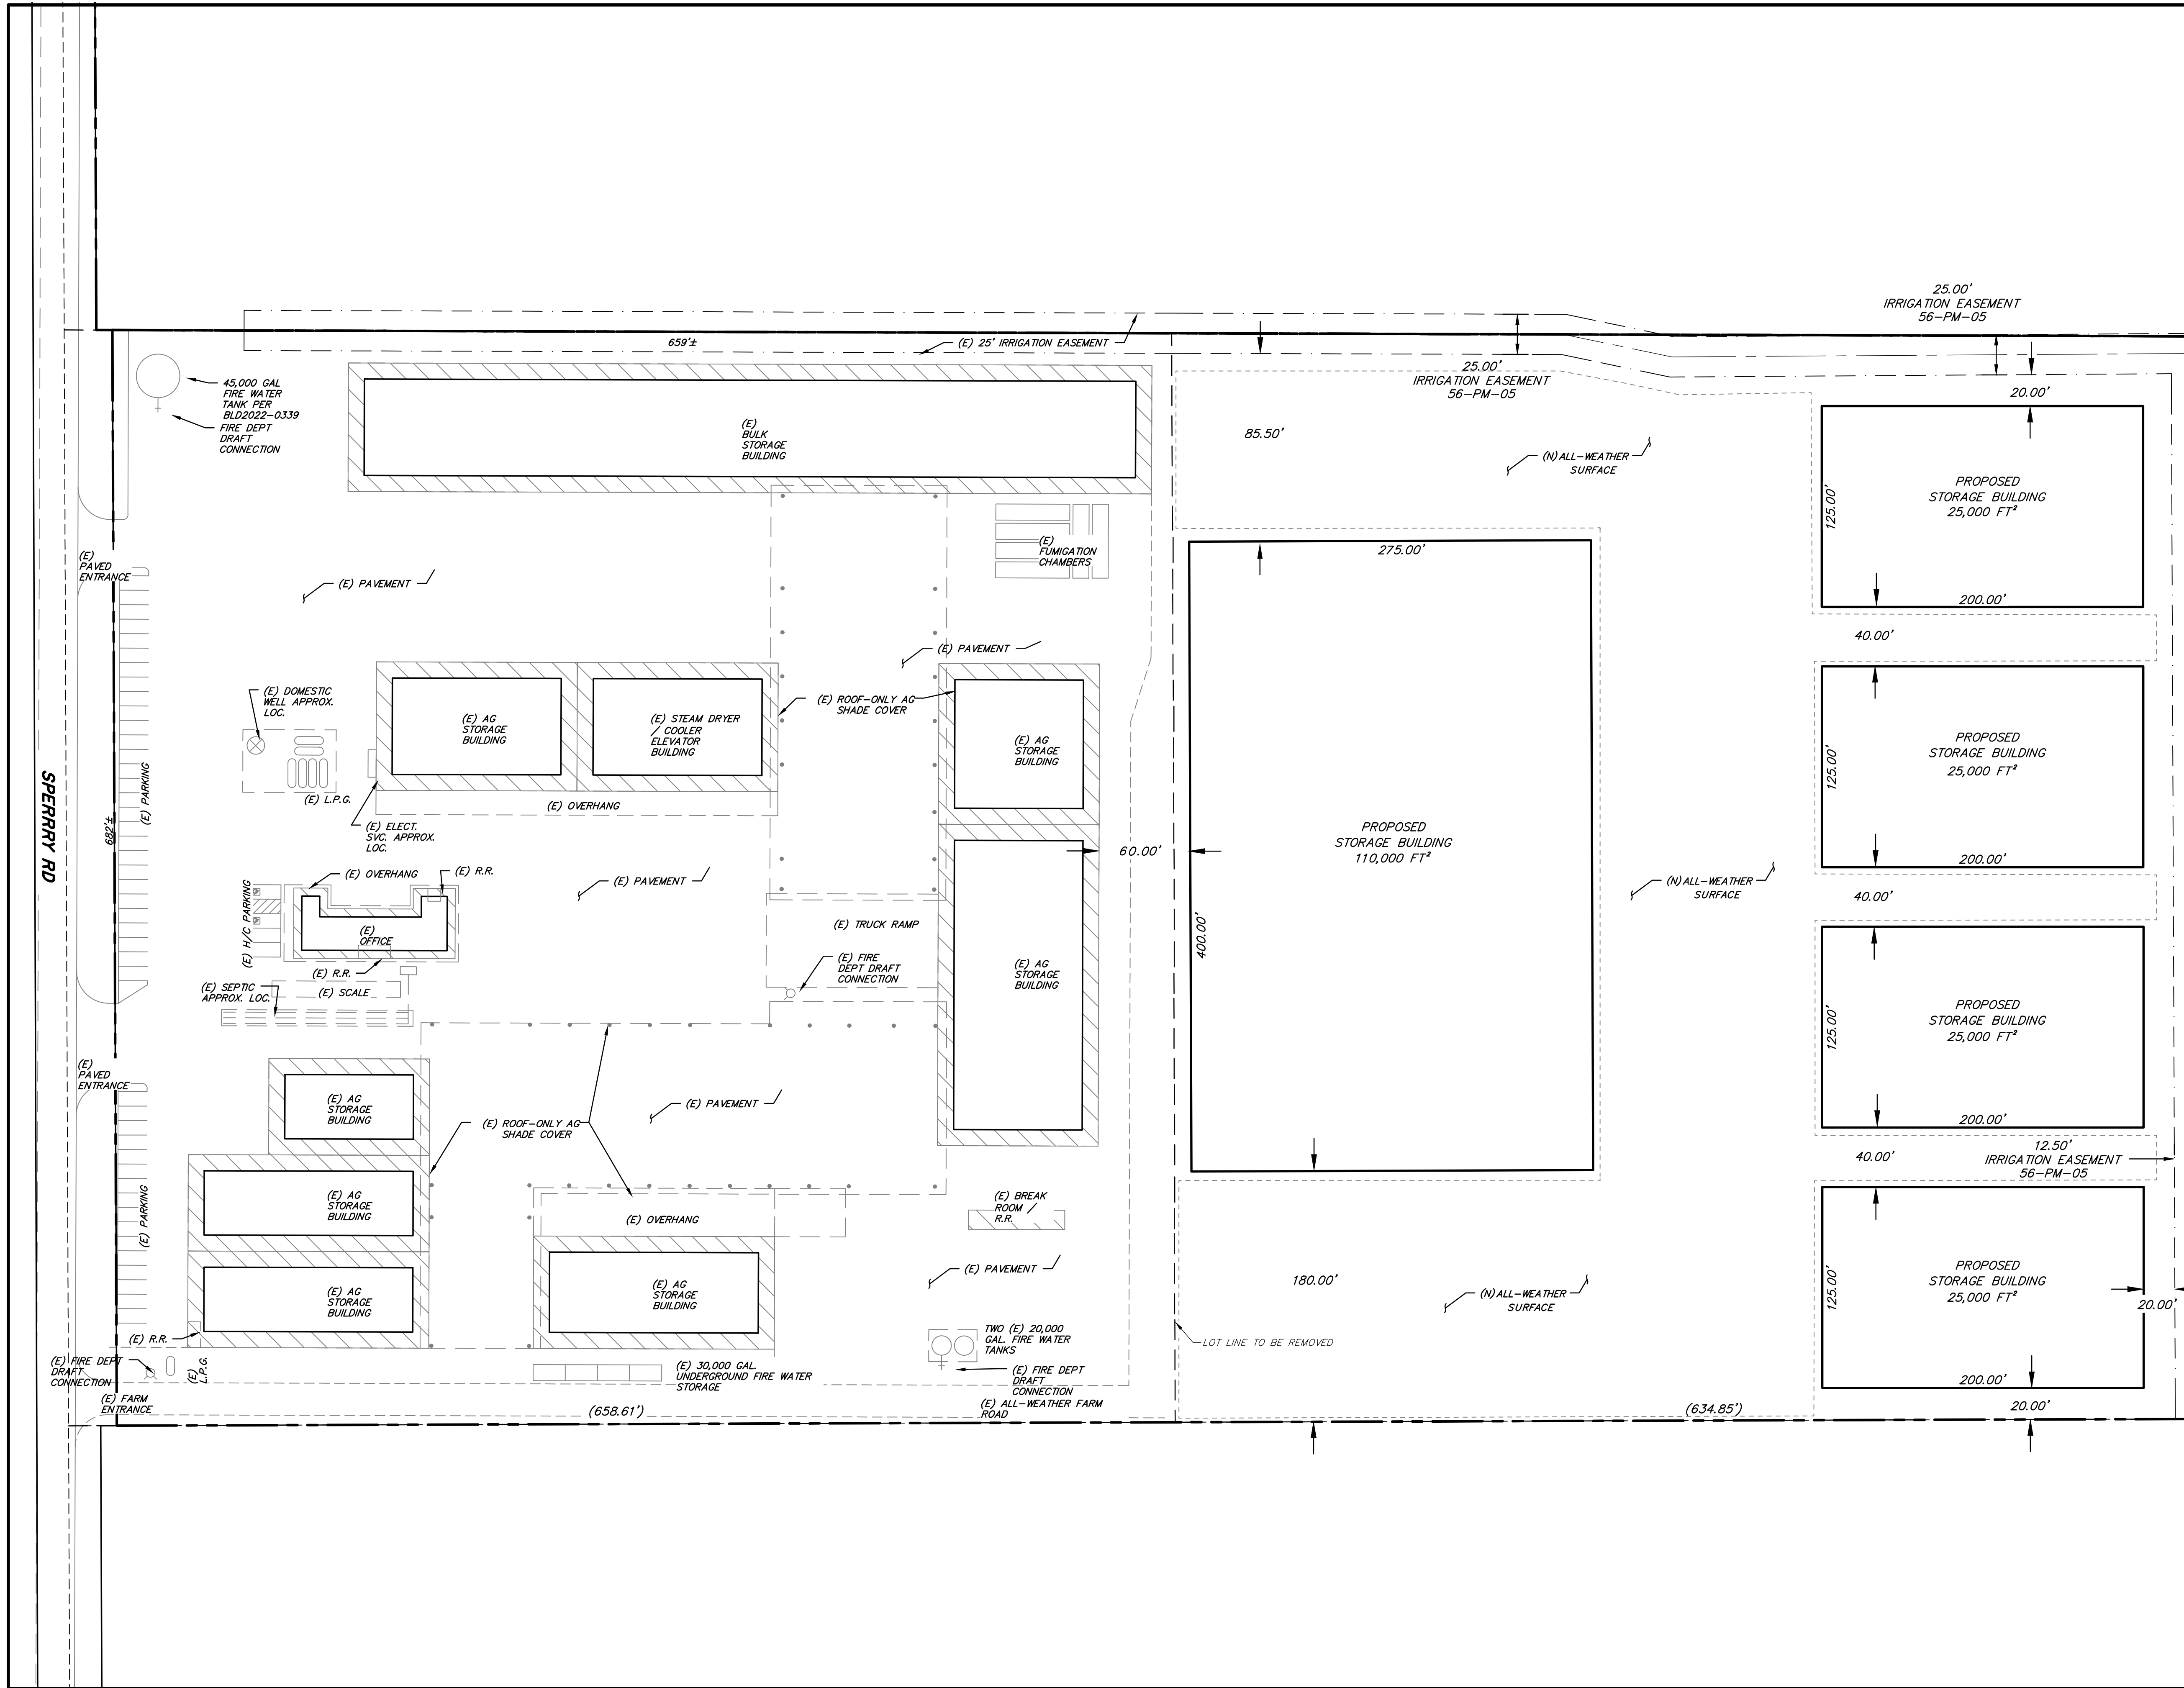 25.00'
IRRIGATION EASEMENT
56-PM-05
659'±
(E) 25' IRRIGATION EASEMENT
25.00'
IRRIGATION EASEMENT
56-PM-05
20.00'
45,000 GAL
FIRE WATER
TANK PER
BLD2022-0339
FIRE DEPT
DRAFT
CONNECTION
(E)
BULK
STORAGE
BUILDING
85.50'
(N)ALL-WEATHER
SURFACE
PROPOSED
STORAGE BUILDING
25,000 FT²
125.00'
200.00'
(E)
PAVED
ENTRANCE
(E) PAVEMENT
(E)
FUMIGATION
CHAMBERS
275.00'
40.00'
(E) PAVEMENT
(E) DOMESTIC
WELL APPROX.
LOC.
(E) AG
STORAGE
BUILDING
(E) STEAM DRYER
/ COOLER
ELEVATOR
BUILDING
(E) ROOF-ONLY AG
SHADE COVER
(E) AG
STORAGE
BUILDING
PROPOSED
STORAGE BUILDING
25,000 FT²
125.00'
200.00'
SPERRRY RD
682'±
(E) PARKING
(E) L.P.G.
(E) OVERHANG
(E) ELECT.
SVC. APPROX.
LOC.
60.00'
PROPOSED
STORAGE BUILDING
110,000 FT²
400.00'
(E) OVERHANG
(E) R.R.
(E) PAVEMENT
(N)ALL-WEATHER
SURFACE
40.00'
(E) H/C PARKING
(E)
OFFICE
(E) R.R.
(E) TRUCK RAMP
(E) FIRE
DEPT DRAFT
CONNECTION
(E) AG
STORAGE
BUILDING
(E) SEPTIC
APPROX. LOC.
(E) SCALE
PROPOSED
STORAGE BUILDING
25,000 FT²
125.00'
200.00'
(E)
PAVED
ENTRANCE
(E) AG
STORAGE
BUILDING
(E) ROOF-ONLY AG
SHADE COVER
(E) PAVEMENT
40.00'
12.50'
IRRIGATION EASEMENT
56-PM-05
(E) PARKING
(E) AG
STORAGE
BUILDING
(E) OVERHANG
(E) BREAK
ROOM /
R.R.
(E) PAVEMENT
180.00'
(N)ALL-WEATHER
SURFACE
PROPOSED
STORAGE BUILDING
25,000 FT²
125.00'
200.00'
20.00'
(E) AG
STORAGE
BUILDING
(E) AG
STORAGE
BUILDING
(E) R.R.
(E) FIRE DEPT
DRAFT
CONNECTION
(E)
L.P.G.
(E) 30,000 GAL.
UNDERGROUND FIRE WATER
STORAGE
TWO (E) 20,000
GAL. FIRE WATER
TANKS
(E) FIRE DEPT
DRAFT
CONNECTION
LOT LINE TO BE REMOVED
(E) FARM
ENTRANCE
(658.61')
(E) ALL-WEATHER FARM
ROAD
(634.85')
20.00'